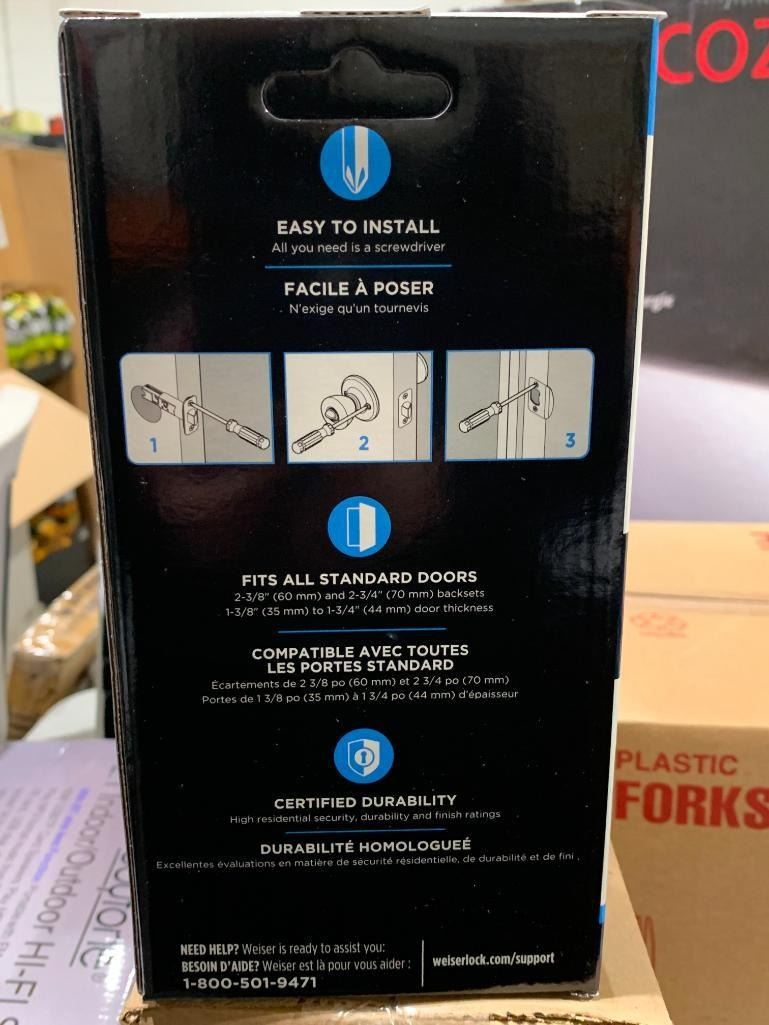 COZ
EASY TO INSTALL
All you need is a screwdriver
FACILE À POSER
N'exige qu'un tournevis
1
2
3
FITS ALL STANDARD DOORS
2-3/8" (60 mm) and 2-3/4" (70 mm) backsets
1-3/8" (35 mm) to 1-3/4" (44 mm) door thickness
COMPATIBLE AVEC TOUTES
LES PORTES STANDARD
Écartements de 2 3/8 po (60 mm) et 2 3/4 po (70 mm)
Portes de 1 3/8 po (35 mm) à 1 3/4 po (44 mm) d'épaisseur
CERTIFIED DURABILITY
High residential security, durability and finish ratings
DURABILITÉ HOMOLOGUEÉ
Excellentes évaluations en matière de sécurité résidentielle, de durabilité et de fini .
NEED HELP? Weiser is ready to assist you:
BESOIN D'AIDE? Weiser est là pour vous aider :
1-800-501-9471
weiserlock.com/support
PLASTIC
FORKS
Indoor/Outdoor HI-FI